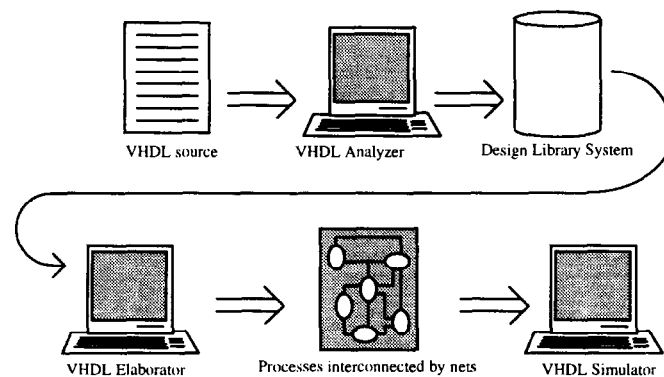 VHDL source
VHDL Analyzer
Design Library System
VHDL Elaborator
Processes interconnected by nets
VHDL Simulator